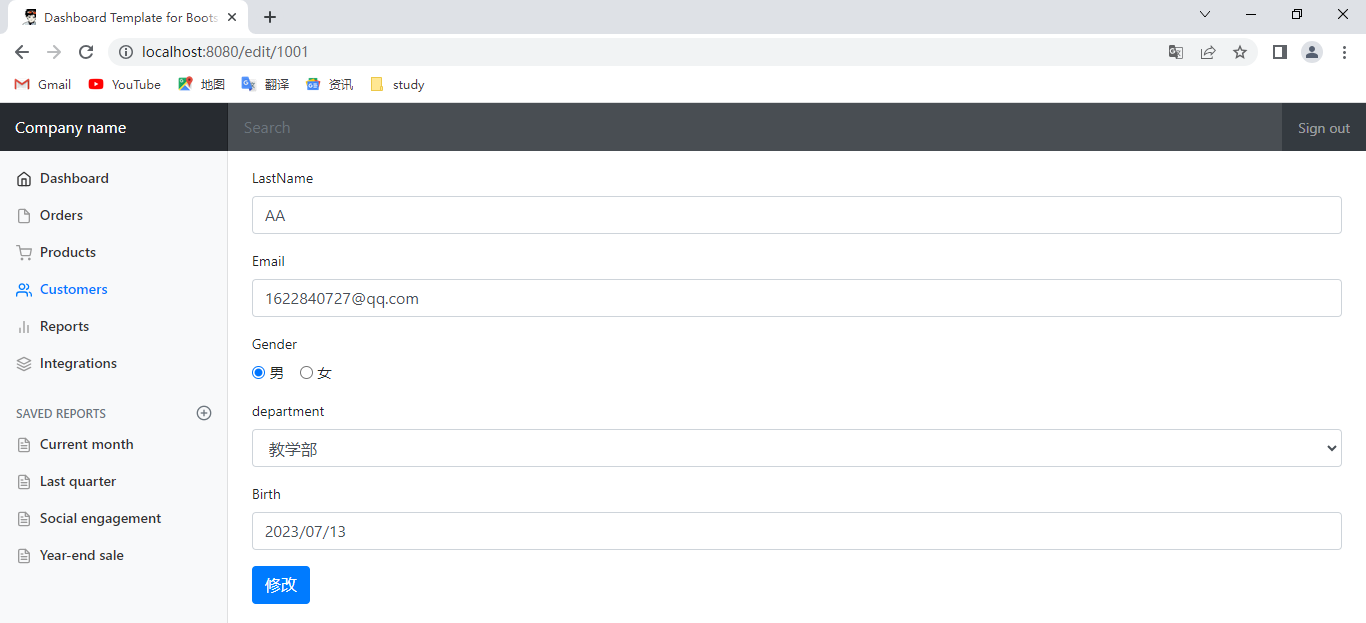 Dashboard Template for Boots
localhost:8080/edit/1001
Gmail YouTube 地图 翻译 资讯 study
Company name Search Sign out
Dashboard
Orders
Products
Customers
Reports
Integrations
SAVED REPORTS
Current month
Last quarter
Social engagement
Year-end sale
LastName
AA
Email
1622840727@qq.com
Gender
男 女
department
教学部
Birth
2023/07/13
修改